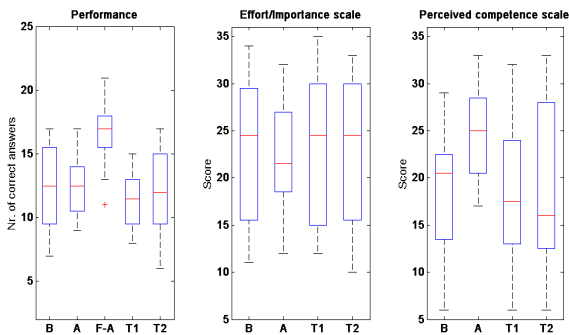 Performance
Nr. of correct answers
25
20
15
10
5
B A F-A T1 T2
Effort/Importance scale
Score
35
30
25
20
15
10
5
B A T1 T2
Perceived competence scale
Score
35
30
25
20
15
10
5
B A T1 T2